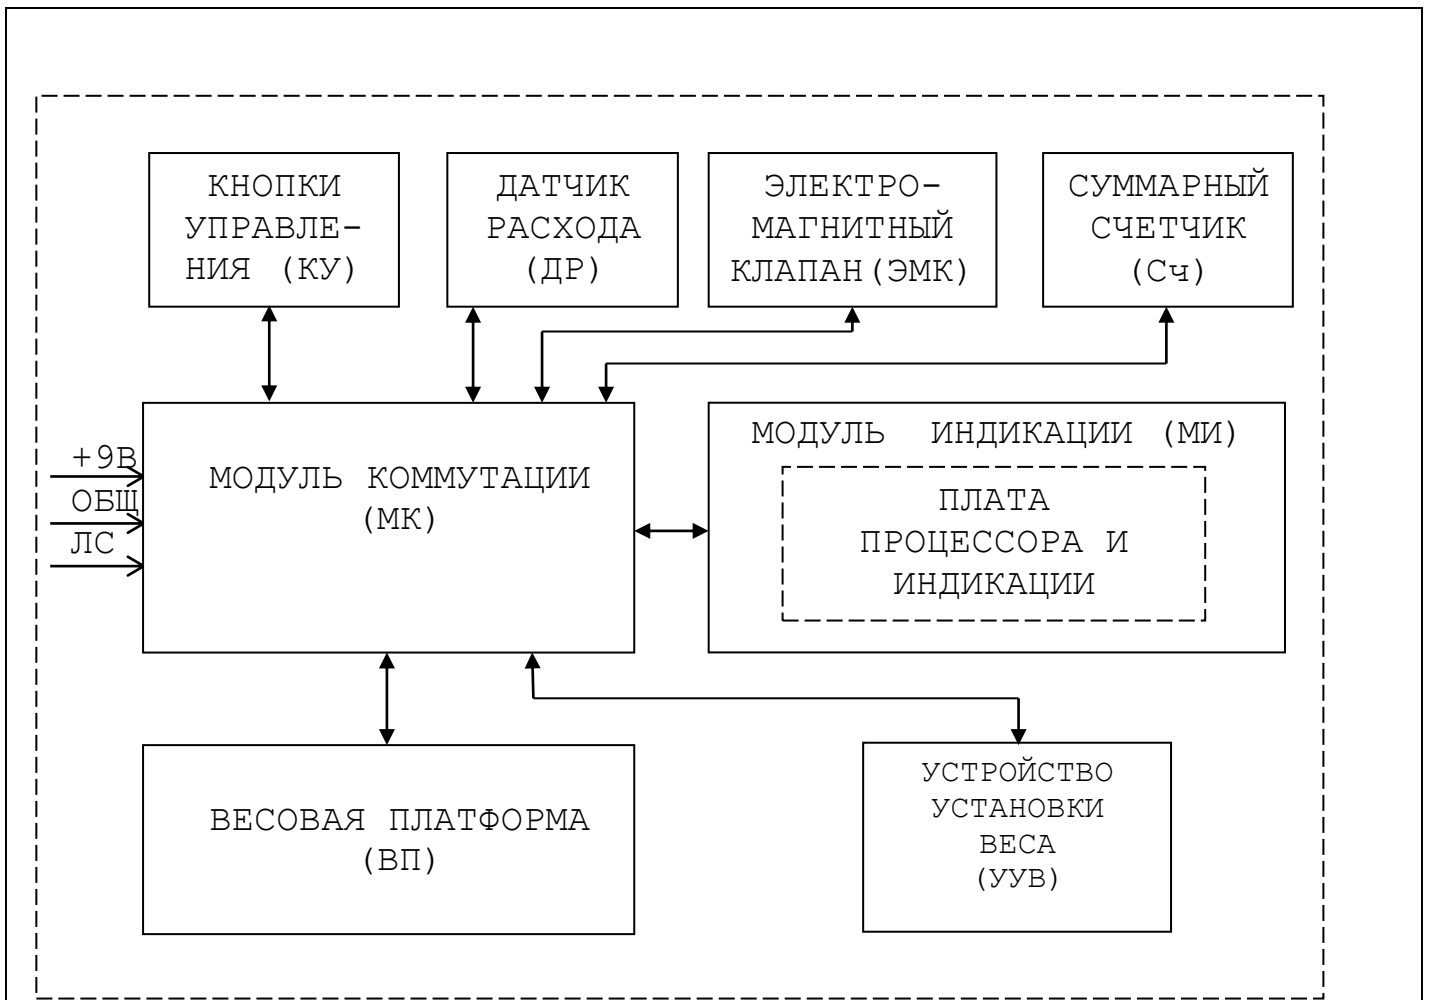 КНОПКИ
УПРАВЛЕ-
НИЯ (КУ)
ДАТЧИК
РАСХОДА
(ДР)
ЭЛЕКТРО-
МАГНИТНЫЙ
КЛАПАН(ЭМК)
СУММАРНЫЙ
СЧЕТЧИК
(Сч)
+9В
ОБЩ
ЛС
МОДУЛЬ КОММУТАЦИИ
(МК)
МОДУЛЬ ИНДИКАЦИИ (МИ)
ПЛАТА
ПРОЦЕССОРА И
ИНДИКАЦИИ
ВЕСОВАЯ ПЛАТФОРМА
(ВП)
УСТРОЙСТВО
УСТАНОВКИ
ВЕСА
(УУВ)